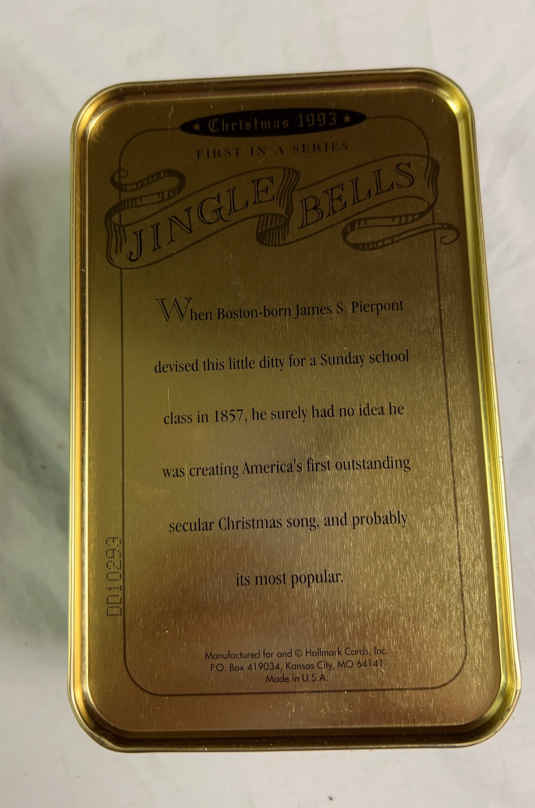 Christmas 1993
FIRST IN A SERIES
JINGLE BELLS
When Boston-born James S. Pierpont
devised this little ditty for a Sunday school
class in 1857, he surely had no idea he
was creating America's first outstanding
secular Christmas song, and probably
its most popular.
DD10293
Manufactured for and © Hallmark Cards, Inc.
P.O. Box 419034, Kansas City, MO 64141
Made in U.S.A.